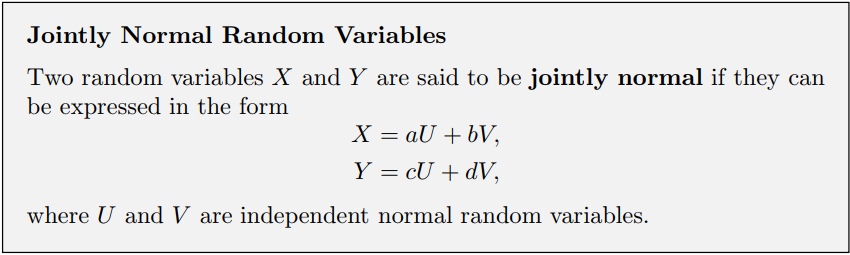 Jointly Normal Random Variables
Two random variables X and Y are said to be jointly normal if they can
be expressed in the form
X = aU + bV,
Y = cU + dV,
where U and V are independent normal random variables.